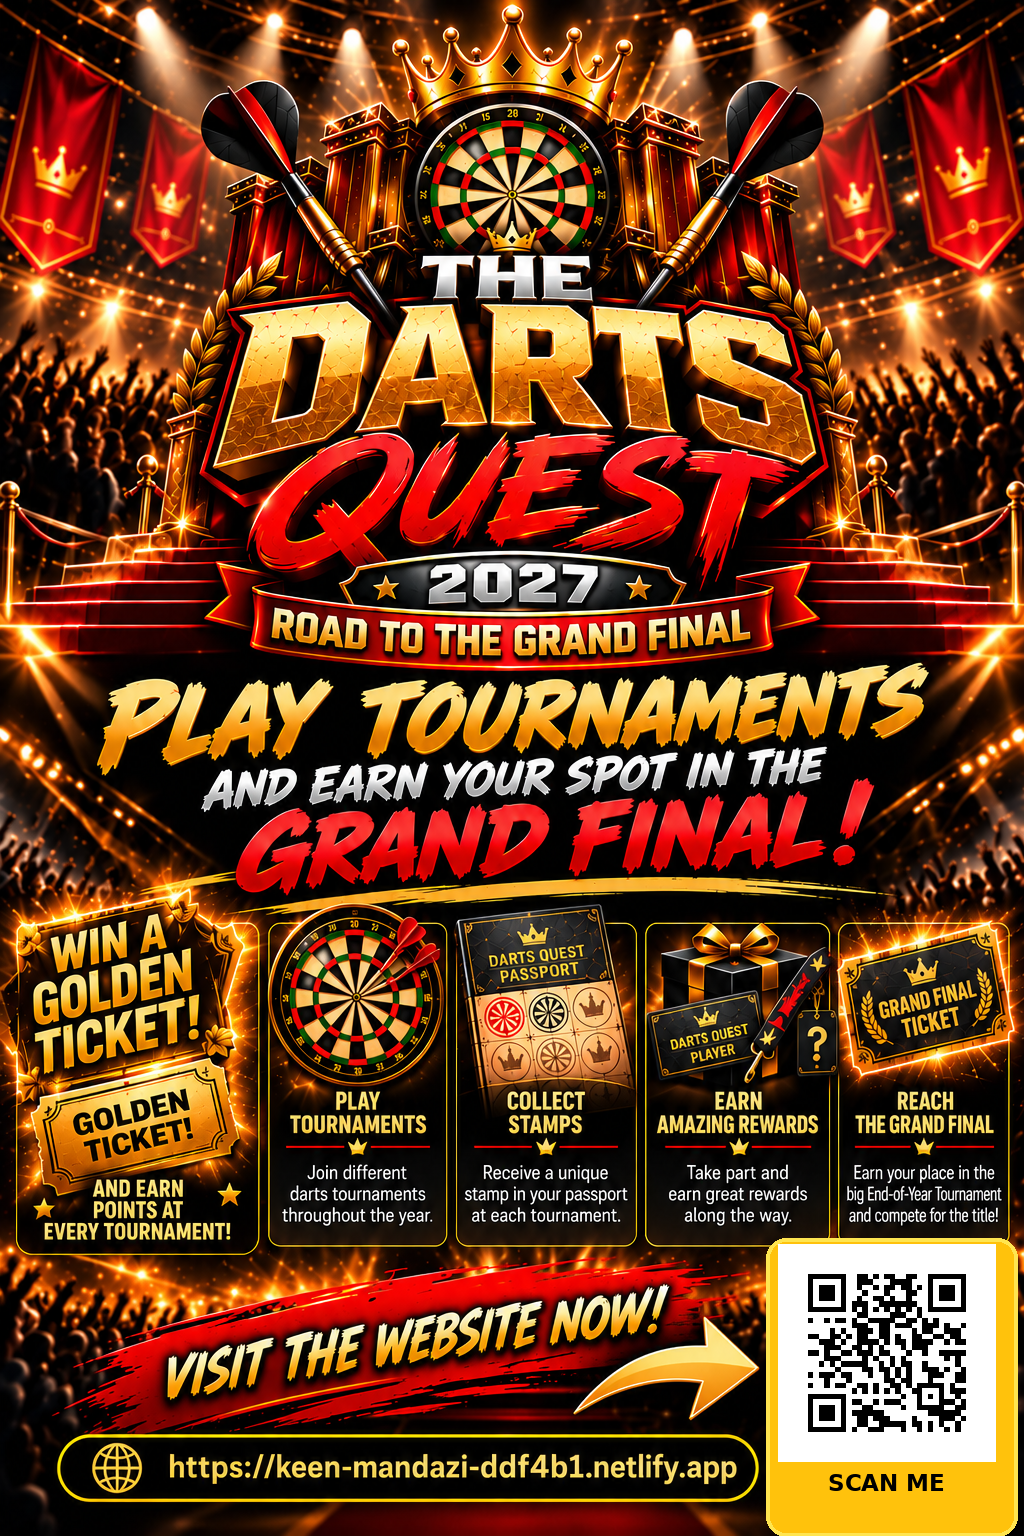 THE
DARTS
QUEST
2027
ROAD TO THE GRAND FINAL
PLAY TOURNAMENTS
AND EARN YOUR SPOT IN THE
GRAND FINAL!
WIN A
GOLDEN
TICKET!
GOLDEN
TICKET!
AND EARN
POINTS AT
EVERY TOURNAMENT!
PLAY
TOURNAMENTS
Join different
darts tournaments
throughout the year.
DARTS QUEST
PASSPORT
COLLECT
STAMPS
Receive a unique
stamp in your passport
at each tournament.
DARTS QUEST
PLAYER
?
EARN
AMAZING REWARDS
Take part and
earn great rewards
along the way.
GRAND FINAL
TICKET
REACH
THE GRAND FINAL
Earn your place in the
big End-of-Year Tournament
and compete for the title!
VISIT THE WEBSITE NOW!
https://keen-mandazi-ddf4b1.netlify.app
SCAN ME